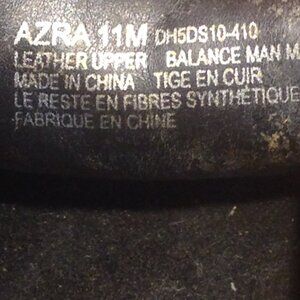 AZRA 11M DH5DS10-410
LEATHER UPPER BALANCE MAN M
MADE IN CHINA TIGE EN CUIR
LE RESTE EN FIBRES SYNTHÉTIQUE
FABRIQUE EN CHINE